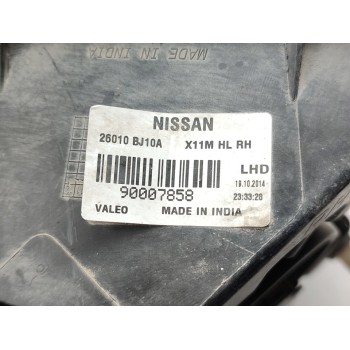 MADE IN INDIA
NISSAN
26010 BJ10A X11M HL RH
LHD
19.10.2014
90007858
23:33:28
VALEO MADE IN INDIA